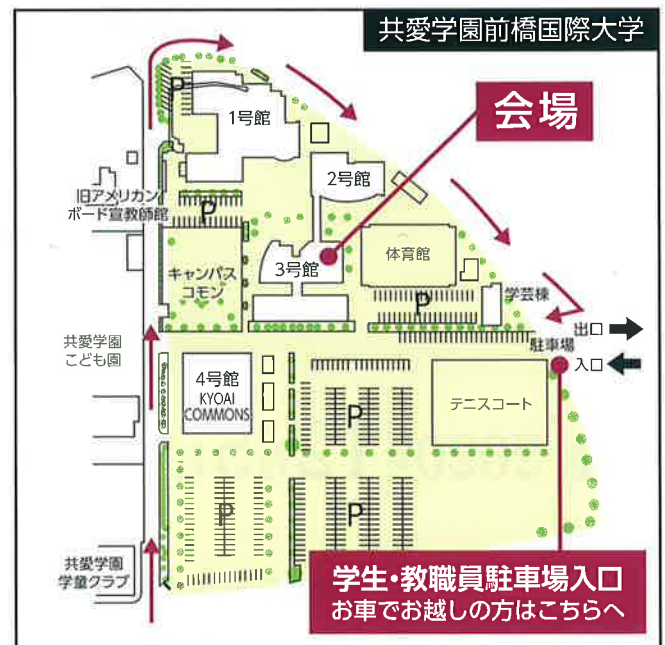 共愛学園前橋国際大学
会場
P
1号館
2号館
旧アメリカン
ボード宣教師館
P
キャンパス
コモン
3号館
体育館
P
学芸棟
出口
駐車場
入口
共愛学園
こども園
4号館
KYOAI
COMMONS
P
テニスコート
P
P
共愛学園
学童クラブ
学生・教職員駐車場入口
お車でお越しの方はこちらへ